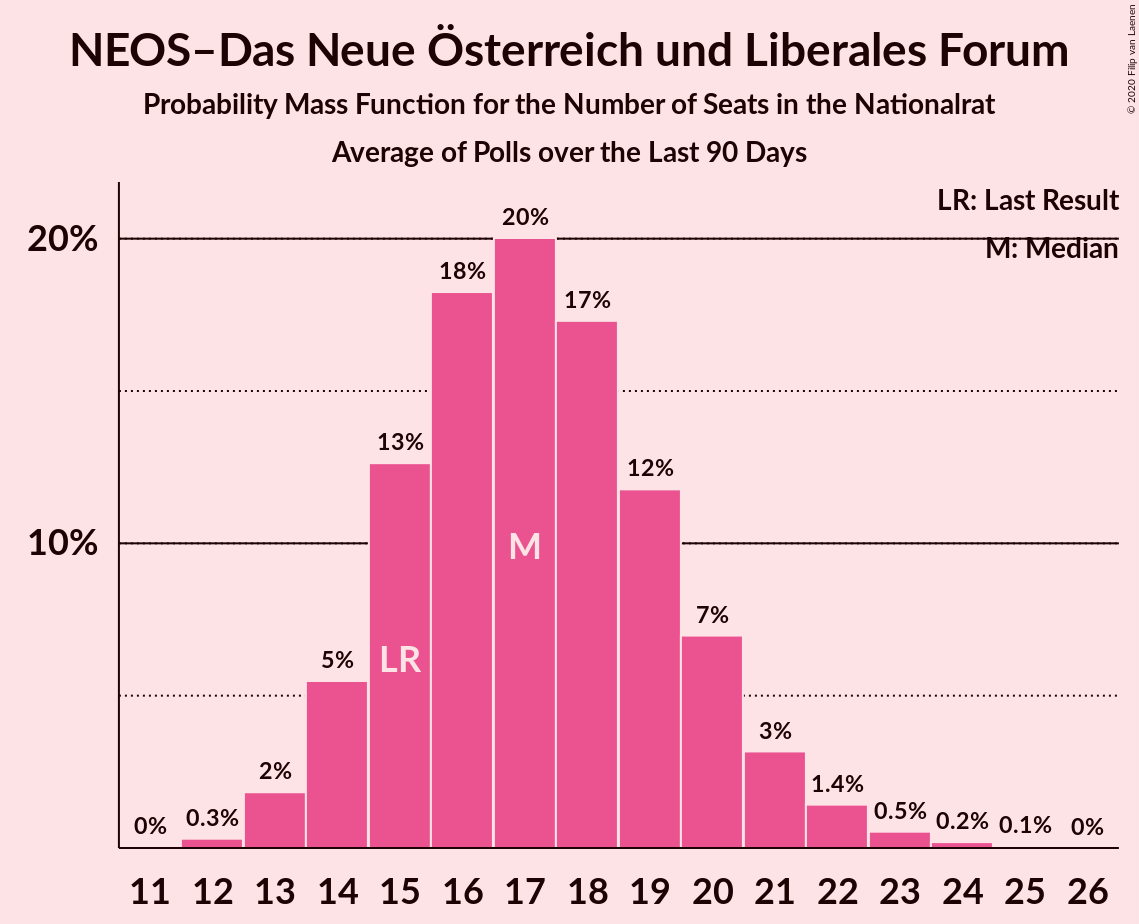 NEOS–Das Neue Österreich und Liberales Forum
Probability Mass Function for the Number of Seats in the Nationalrat
Average of Polls over the Last 90 Days
© 2020 Filip van Laenen
LR: Last Result
M: Median
20%
10%
0%
0.3%
2%
5%
13%
18%
20%
17%
12%
7%
3%
1.4%
0.5%
0.2%
0.1%
0%
LR
M
11 12 13 14 15 16 17 18 19 20 21 22 23 24 25 26